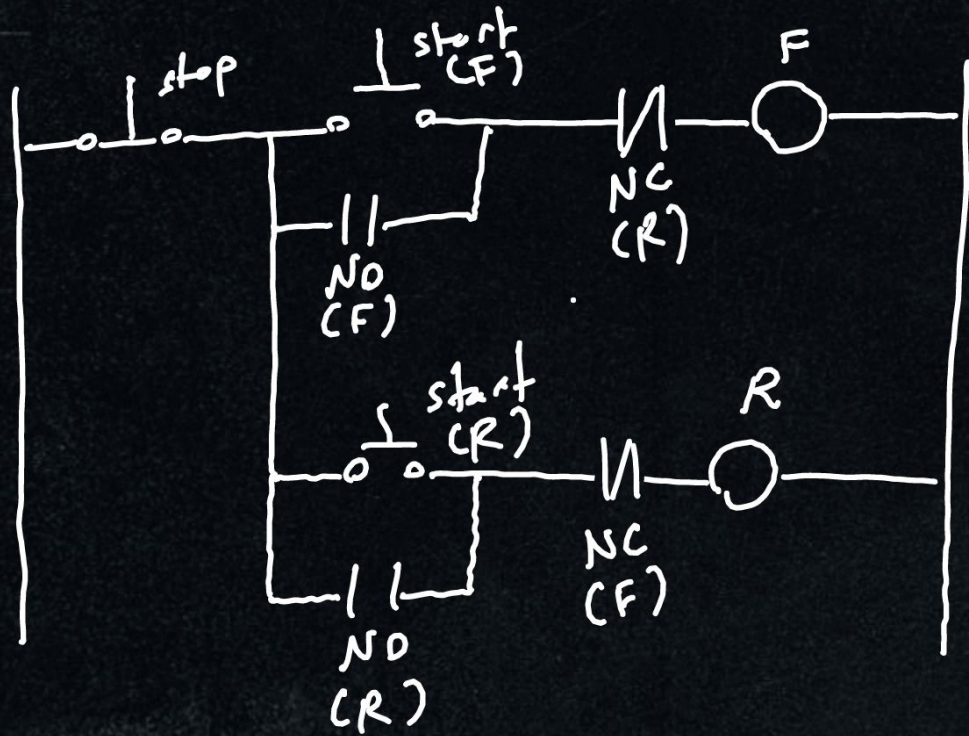 stop
start
(F)
F
NC
(R)
NO
(F)
start
(R)
R
NC
(F)
NO
(R)